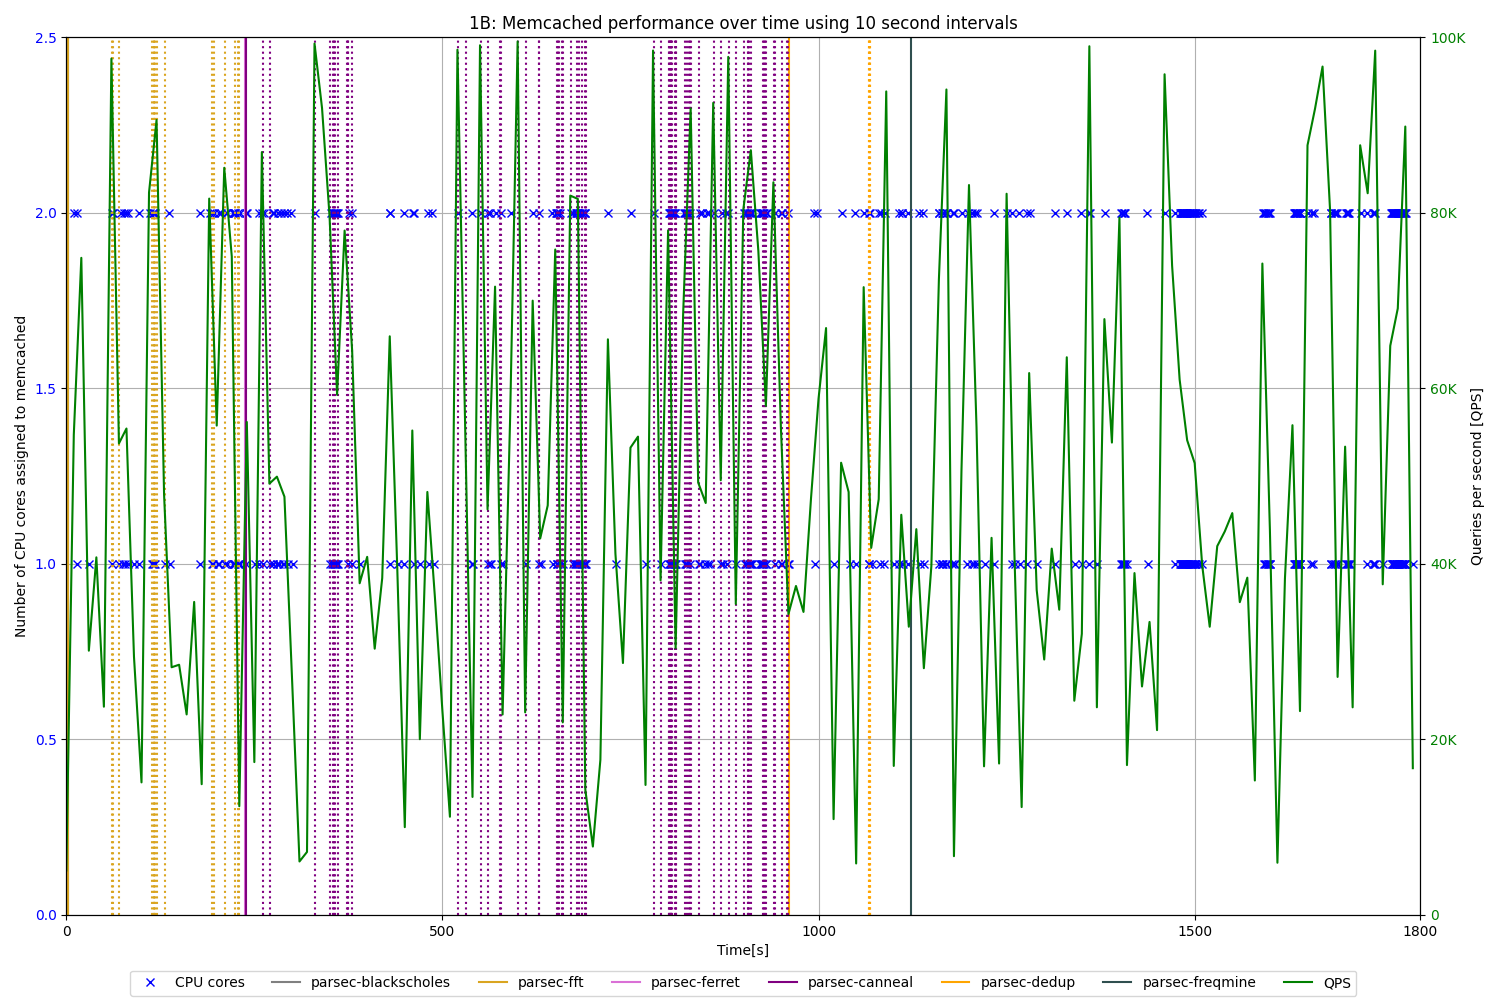 1B: Memcached performance over time using 10 second intervals
Number of CPU cores assigned to memcached
2.5
2.0
1.5
1.0
0.5
0.0
100K
80K
60K
40K
20K
0
Queries per second [QPS]
0 500 1000 1500 1800
Time[s]
CPU cores parsec-blackscholes parsec-fft parsec-ferret parsec-canneal parsec-dedup parsec-freqmine QPS